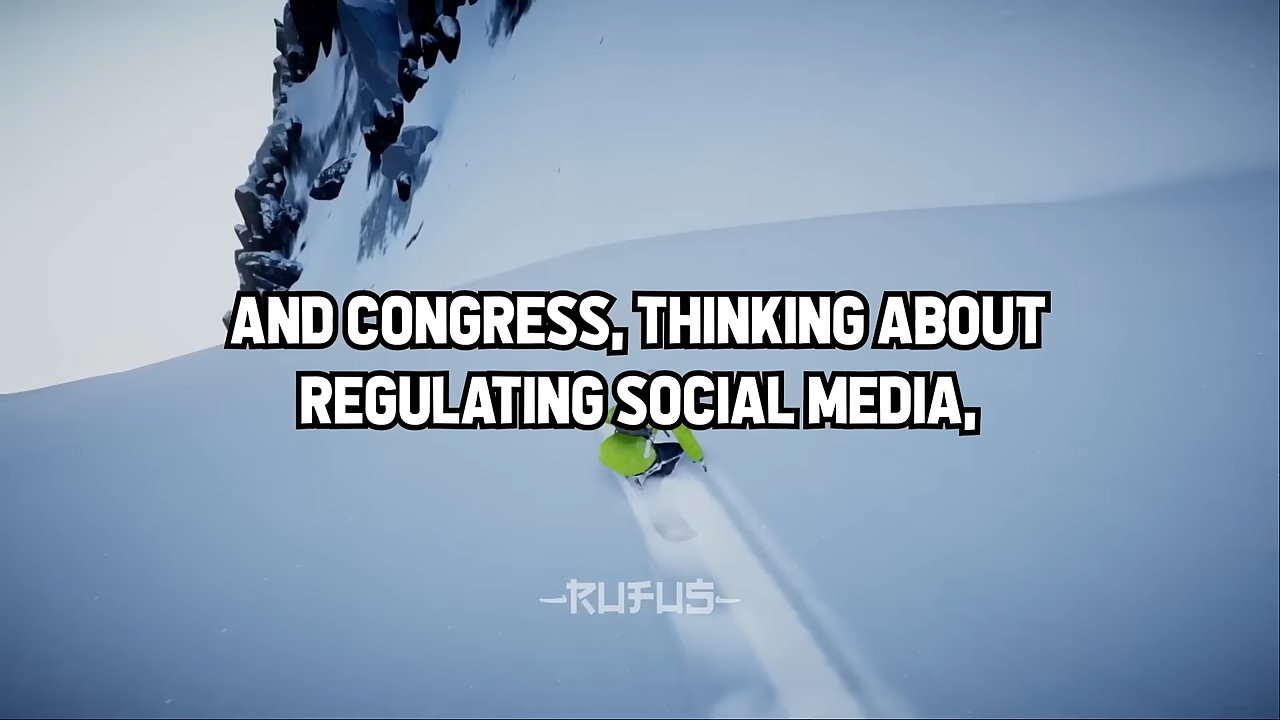 AND CONGRESS, THINKING ABOUT
REGULATING SOCIAL MEDIA,
-RUFUS-